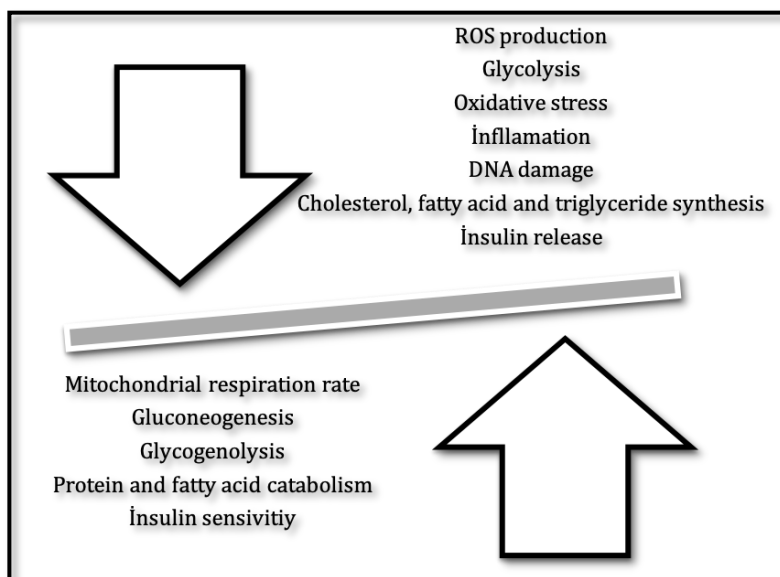 ROS production
Glycolysis
Oxidative stress
İnfllamation
DNA damage
Cholesterol, fatty acid and triglyceride synthesis
İnsulin release
Mitochondrial respiration rate
Gluconeogenesis
Glycogenolysis
Protein and fatty acid catabolism
İnsulin sensivitiy